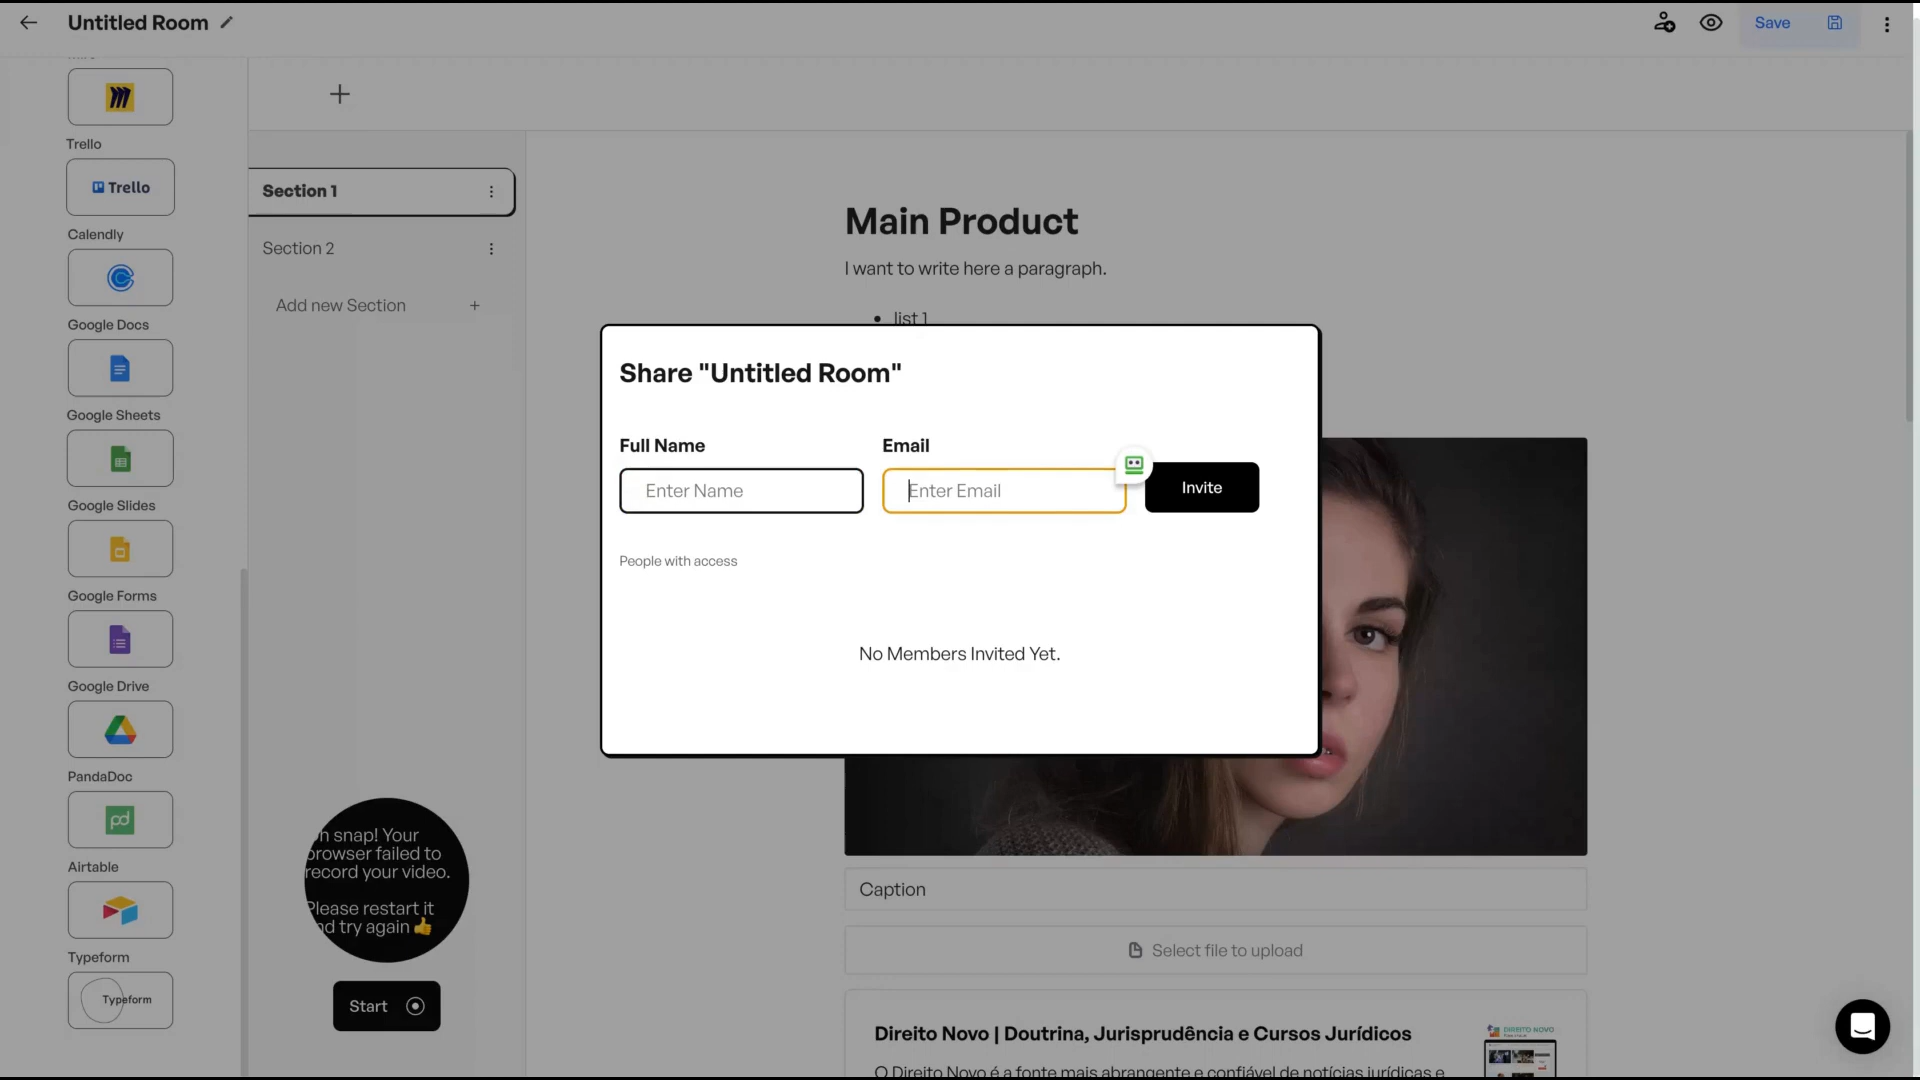 Untitled Room
Save
Trello
Trello
Calendly
Google Docs
Google Sheets
Google Slides
Google Forms
Google Drive
PandaDoc
pd
Airtable
Typeform
Typeform
Section 1
Section 2
Add new Section +
n snap! Your
browser failed to
record your video.
Please restart it
nd try again 👍
Start
Main Product
I want to write here a paragraph.
• list 1
Share "Untitled Room"
Full Name
Email
Enter Name
Enter Email
Invite
People with access
No Members Invited Yet.
Caption
Select file to upload
Direito Novo | Doutrina, Jurisprudência e Cursos Jurídicos
DIREITO NOVO
O Direito Novo é a fonte mais abrangente e confiável de notícias jurídicas e